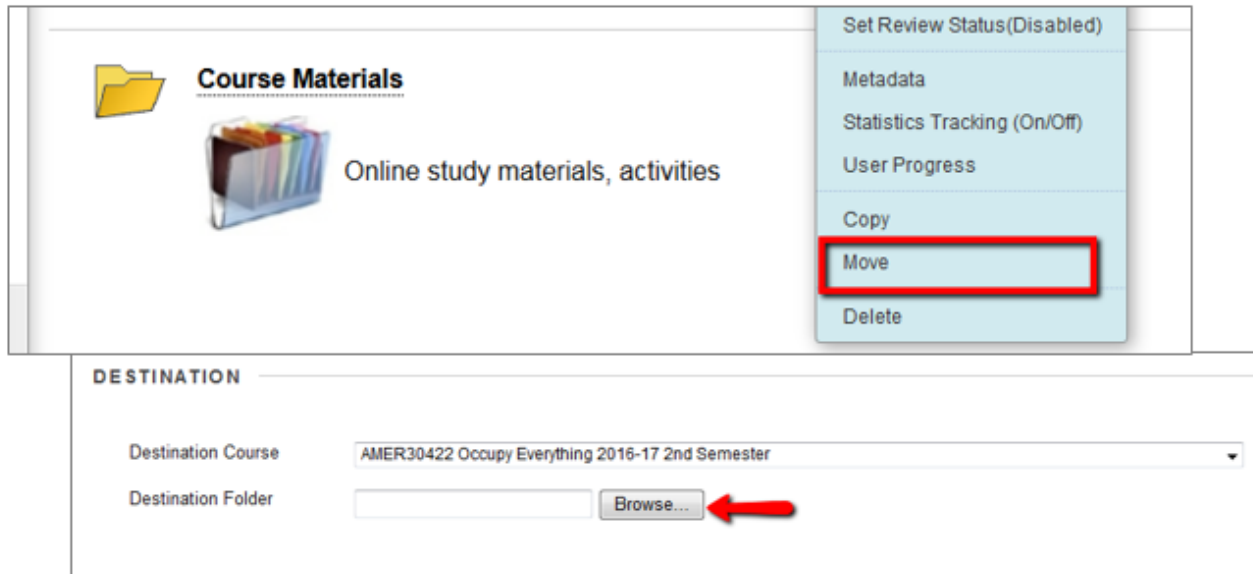 Set Review Status(Disabled)
Course Materials
Metadata
Statistics Tracking (On/Off)
Online study materials, activities
User Progress
Copy
Move
Delete
DESTINATION
Destination Course
AMER30422 Occupy Everything 2016-17 2nd Semester
Destination Folder
Browse...